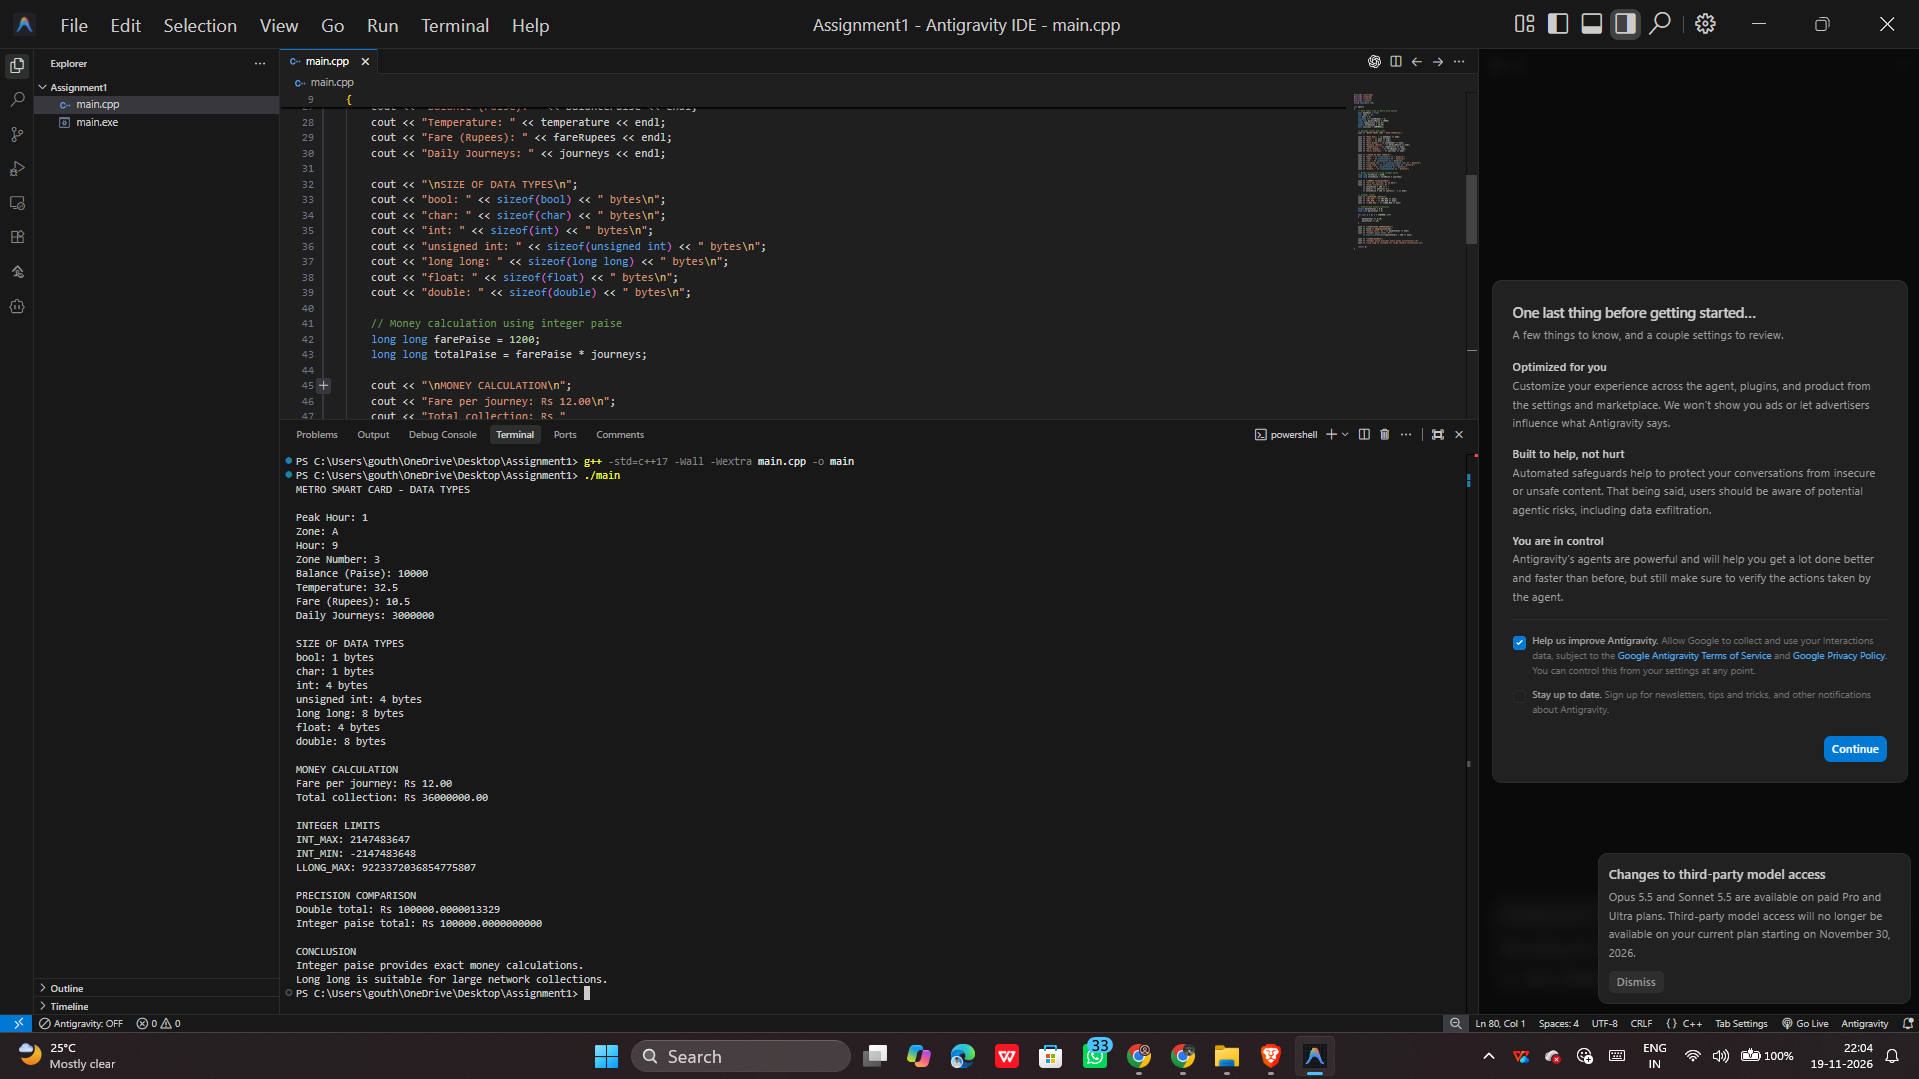 File Edit Selection View Go Run Terminal Help
Assignment1 - Antigravity IDE - main.cpp
Explorer
Assignment1
main.cpp
main.exe
Outline
Timeline
main.cpp
main.cpp
9 {
28 cout << "Temperature: " << temperature << endl;
29 cout << "Fare (Rupees): " << fareRupees << endl;
30 cout << "Daily Journeys: " << journeys << endl;
31
32 cout << "\nSIZE OF DATA TYPES\n";
33 cout << "bool: " << sizeof(bool) << " bytes\n";
34 cout << "char: " << sizeof(char) << " bytes\n";
35 cout << "int: " << sizeof(int) << " bytes\n";
36 cout << "unsigned int: " << sizeof(unsigned int) << " bytes\n";
37 cout << "long long: " << sizeof(long long) << " bytes\n";
38 cout << "float: " << sizeof(float) << " bytes\n";
39 cout << "double: " << sizeof(double) << " bytes\n";
40
41 // Money calculation using integer paise
42 long long farePaise = 1200;
43 long long totalPaise = farePaise * journeys;
44
45 cout << "\nMONEY CALCULATION\n";
46 cout << "Fare per journey: Rs 12.00\n";
47 cout << "Total collection: Rs "
Problems Output Debug Console Terminal Ports Comments
powershell
PS C:\Users\gouth\OneDrive\Desktop\Assignment1> g++ -std=c++17 -Wall -Wextra main.cpp -o main
PS C:\Users\gouth\OneDrive\Desktop\Assignment1> ./main
METRO SMART CARD - DATA TYPES
Peak Hour: 1
Zone: A
Hour: 9
Zone Number: 3
Balance (Paise): 10000
Temperature: 32.5
Fare (Rupees): 10.5
Daily Journeys: 3000000
SIZE OF DATA TYPES
bool: 1 bytes
char: 1 bytes
int: 4 bytes
unsigned int: 4 bytes
long long: 8 bytes
float: 4 bytes
double: 8 bytes
MONEY CALCULATION
Fare per journey: Rs 12.00
Total collection: Rs 36000000.00
INTEGER LIMITS
INT_MAX: 2147483647
INT_MIN: -2147483648
LLONG_MAX: 9223372036854775807
PRECISION COMPARISON
Double total: Rs 100000.0000013329
Integer paise total: Rs 100000.0000000000
CONCLUSION
Integer paise provides exact money calculations.
Long long is suitable for large network collections.
PS C:\Users\gouth\OneDrive\Desktop\Assignment1>
One last thing before getting started...
A few things to know, and a couple settings to review.
Optimized for you
Customize your experience across the agent, plugins, and product from
the settings and marketplace. We won't show you ads or let advertisers
influence what Antigravity says.
Built to help, not hurt
Automated safeguards help to protect your conversations from insecure
or unsafe content. That being said, users should be aware of potential
agentic risks, including data exfiltration.
You are in control
Antigravity's agents are powerful and will help you get a lot done better
and faster than before, but still make sure to verify the actions taken by
the agent.
Help us improve Antigravity. Allow Google to collect and use your Interactions
data, subject to the Google Antigravity Terms of Service and Google Privacy Policy.
You can control this from your settings at any point.
Stay up to date. Sign up for newsletters, tips and tricks, and other notifications
about Antigravity.
Continue
Changes to third-party model access
Opus 5.5 and Sonnet 5.5 are available on paid Pro and
Ultra plans. Third-party model access will no longer be
available on your current plan starting on November 30,
2026.
Dismiss
Antigravity: OFF 0 0
Ln 80, Col 1 Spaces: 4 UTF-8 CRLF {} C++ Tab Settings Go Live Antigravity
25°C
Mostly clear
Search
33
ENG
IN
100%
22:04
19-11-2026